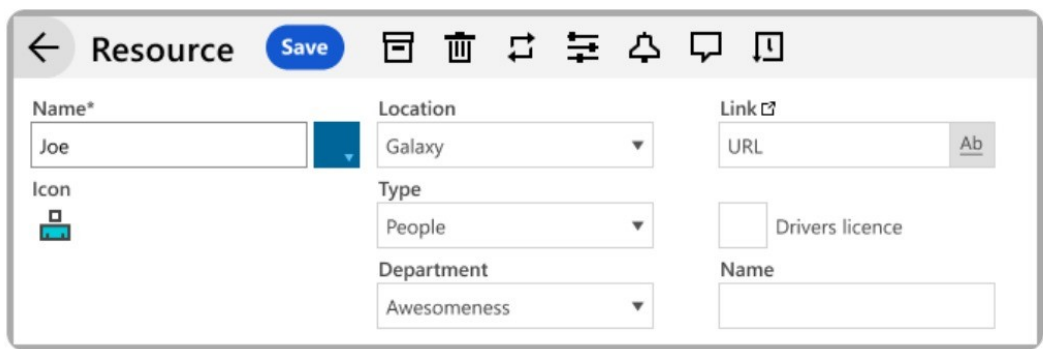 Resource Save
Name* Location Link
Joe Galaxy URL Ab
Icon Type
People Drivers licence
Department Name
Awesomeness